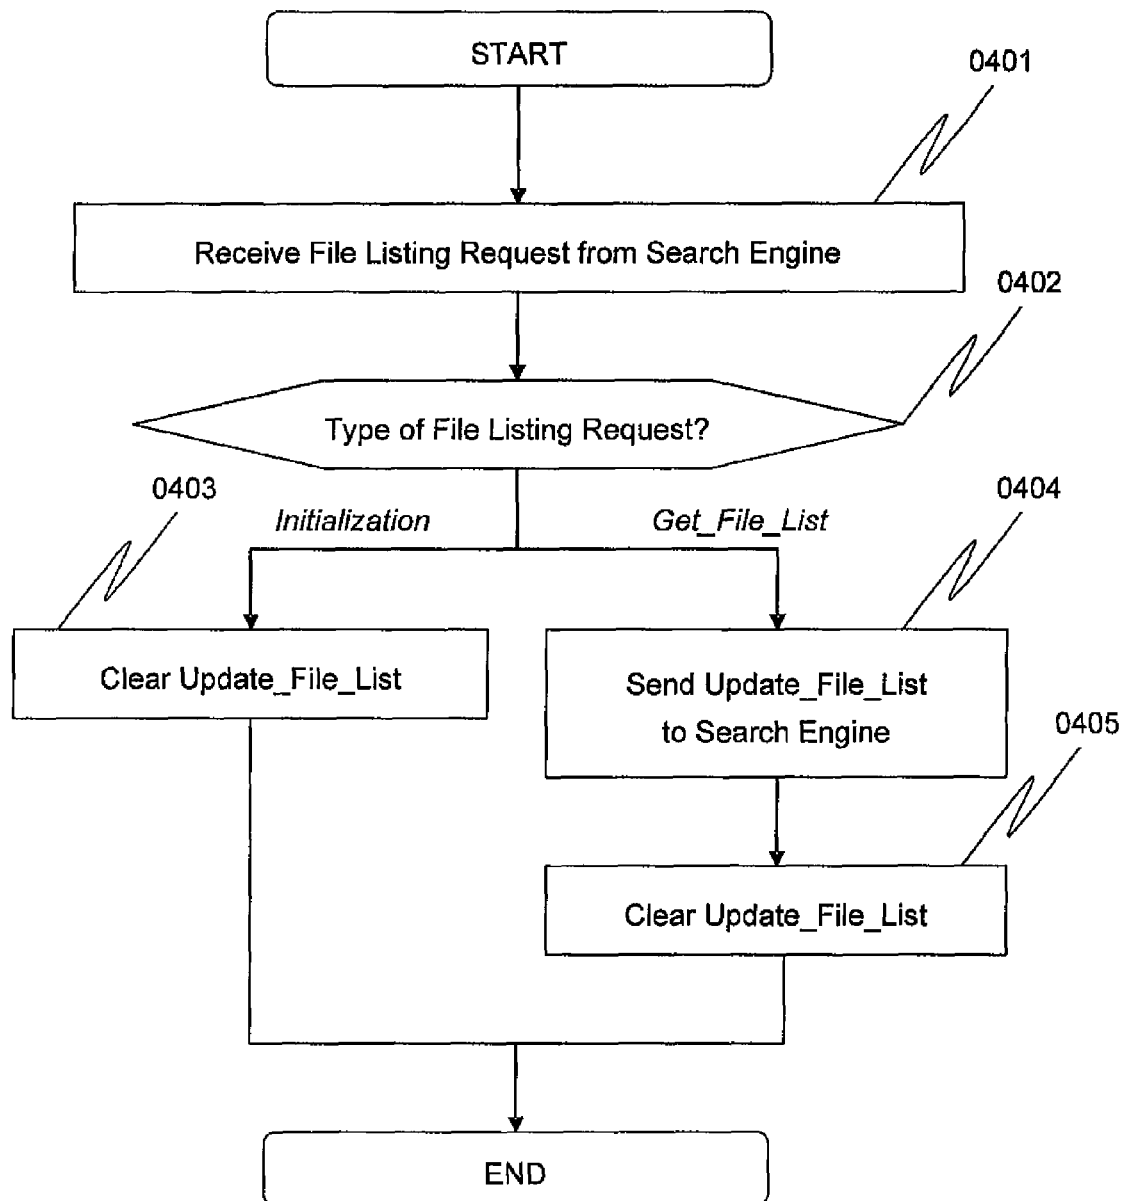 START
0401
Receive File Listing Request from Search Engine
0402
Type of File Listing Request?
0403
Initialization
Get_File_List
0404
Clear Update_File_List
Send Update_File_List
to Search Engine
0405
Clear Update_File_List
END